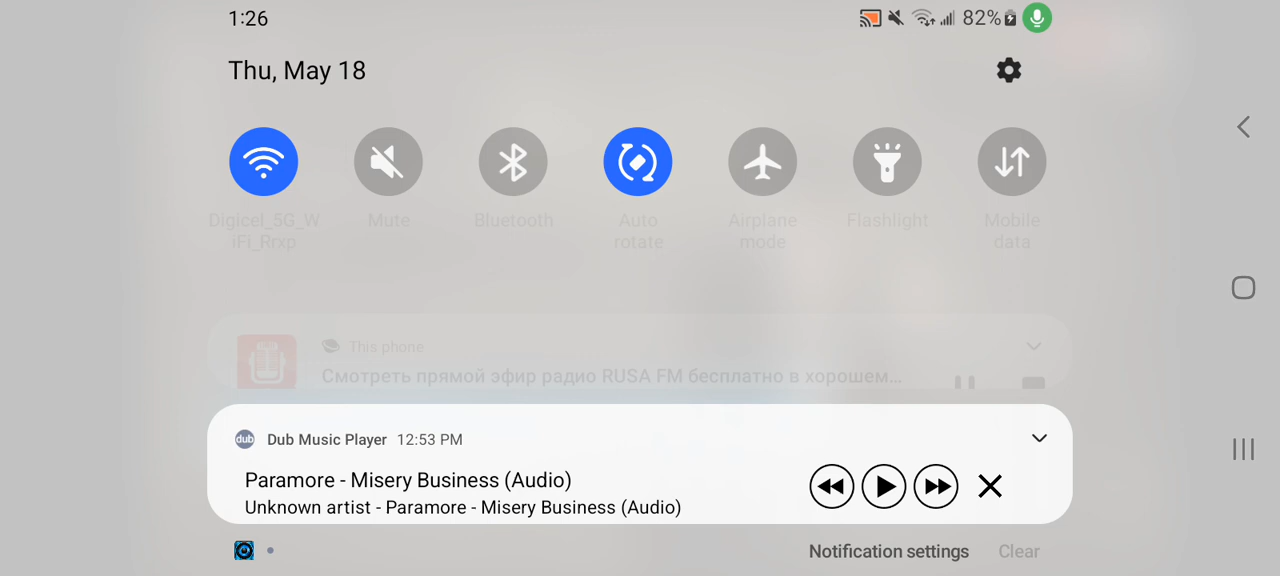 1:26
82%
Thu, May 18
Digicel_5G_W
iFi_Rrxp
Mute
Bluetooth
Auto
rotate
Airplane
mode
Flashlight
Mobile
data
This phone
Смотреть прямой эфир радио RUSA FM бесплатно в хорошем...
dub Dub Music Player 12:53 PM
Paramore - Misery Business (Audio)
Unknown artist - Paramore - Misery Business (Audio)
Notification settings Clear